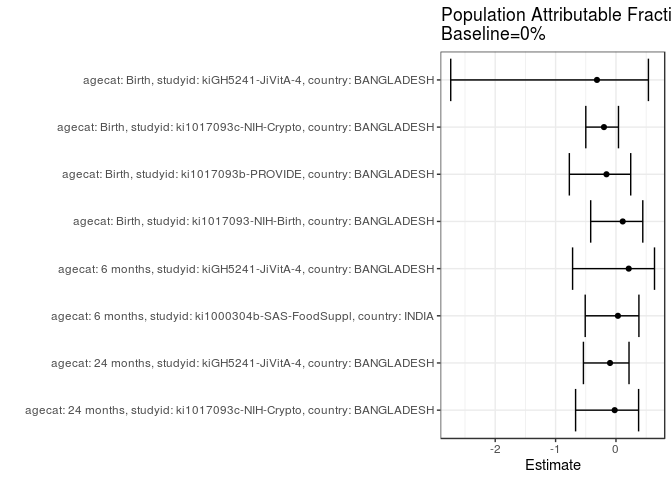 Population Attributable Fracti
Baseline=0%
agecat: Birth, studyid: kiGH5241-JiVitA-4, country: BANGLADESH
agecat: Birth, studyid: ki1017093c-NIH-Crypto, country: BANGLADESH
agecat: Birth, studyid: ki1017093b-PROVIDE, country: BANGLADESH
agecat: Birth, studyid: ki1017093-NIH-Birth, country: BANGLADESH
agecat: 6 months, studyid: kiGH5241-JiVitA-4, country: BANGLADESH
agecat: 6 months, studyid: ki1000304b-SAS-FoodSuppl, country: INDIA
agecat: 24 months, studyid: kiGH5241-JiVitA-4, country: BANGLADESH
agecat: 24 months, studyid: ki1017093c-NIH-Crypto, country: BANGLADESH
-2 -1 0
Estimate